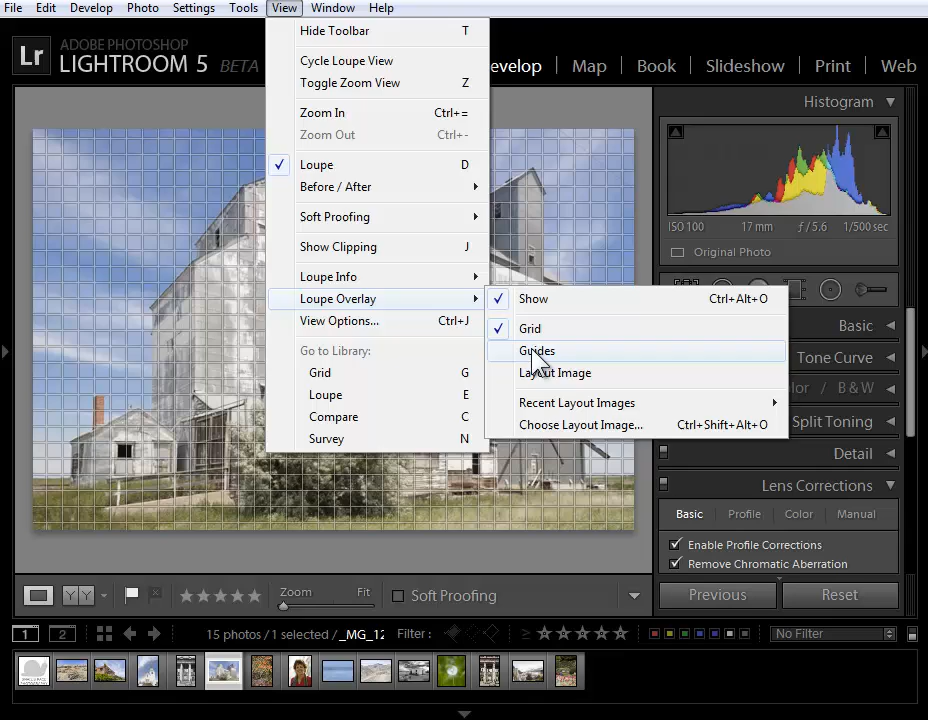 File Edit Develop Photo Settings Tools View Window Help
Lr ADOBE PHOTOSHOP
LIGHTROOM 5 BETA
evelop | Map | Book | Slideshow | Print | Web
Hide Toolbar T
Cycle Loupe View
Toggle Zoom View Z
Zoom In Ctrl+=
Zoom Out Ctrl+-
Loupe D
Before / After
Soft Proofing
Show Clipping J
Loupe Info
Loupe Overlay
View Options... Ctrl+J
Go to Library:
Grid G
Loupe E
Compare C
Survey N
Show Ctrl+Alt+O
Grid
Guides
Layout Image
Recent Layout Images
Choose Layout Image... Ctrl+Shift+Alt+O
Histogram
ISO 100 17 mm ƒ / 5.6 1/500 sec
Original Photo
Basic
Tone Curve
lor / B & W
Split Toning
Detail
Lens Corrections
Basic Profile Color Manual
Enable Profile Corrections
Remove Chromatic Aberration
Previous Reset
Y Y Zoom Fit Soft Proofing
1 2 15 photos / 1 selected / _MG_12 Filter : ≥ No Filter